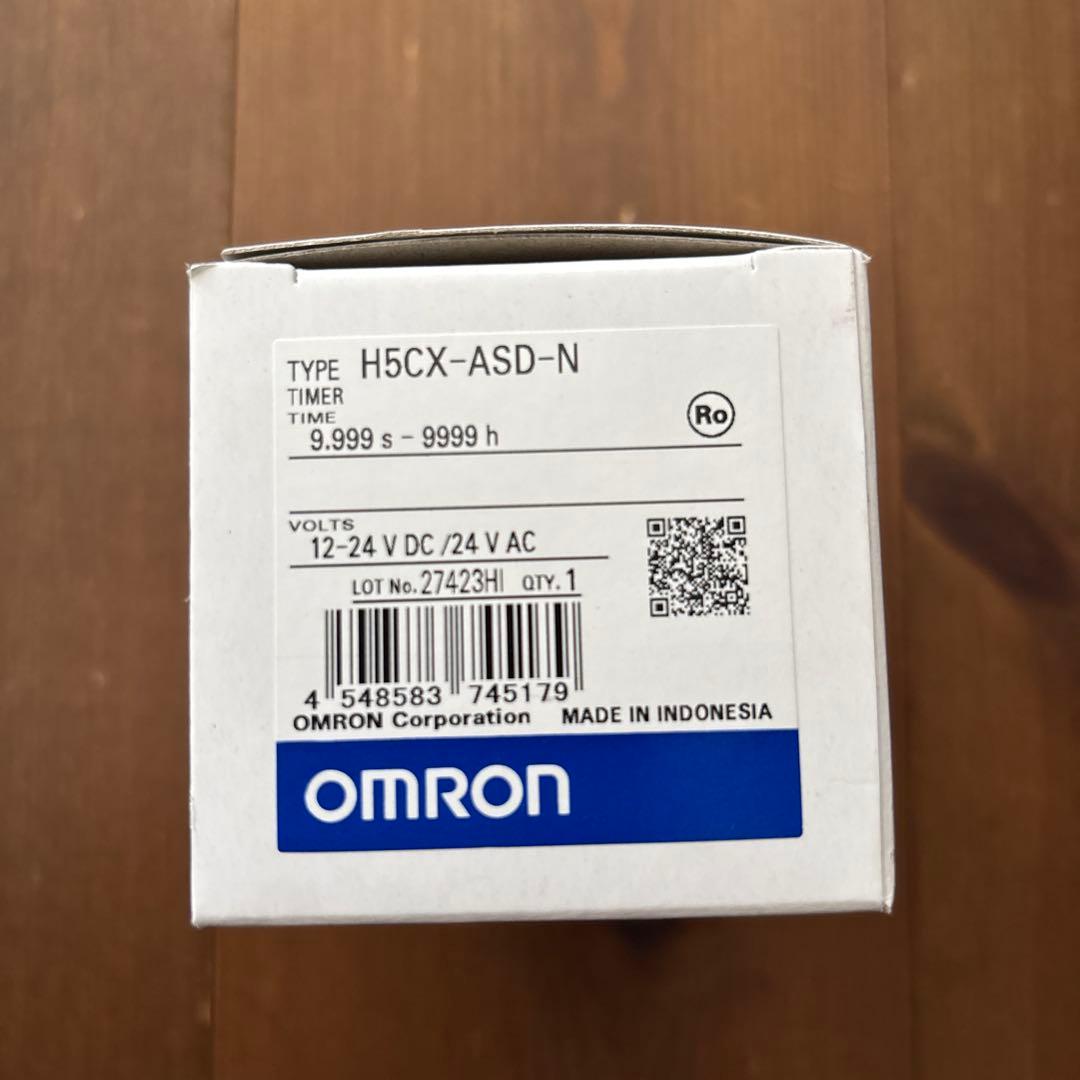 TYPE H5CX-ASD-N
TIMER
TIME
9.999 s - 9999 h
Ro
VOLTS
12-24 V DC /24 V AC
LOT No. 27423HI QTY. 1
4 548583 745179
OMRON Corporation MADE IN INDONESIA
OMRON